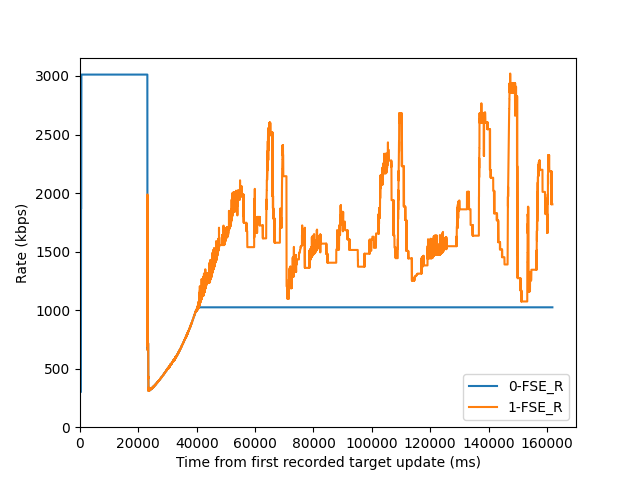 3000
2500
2000
1500
1000
500
0
Rate (kbps)
0 20000 40000 60000 80000 100000 120000 140000 160000
Time from first recorded target update (ms)
0-FSE_R
1-FSE_R